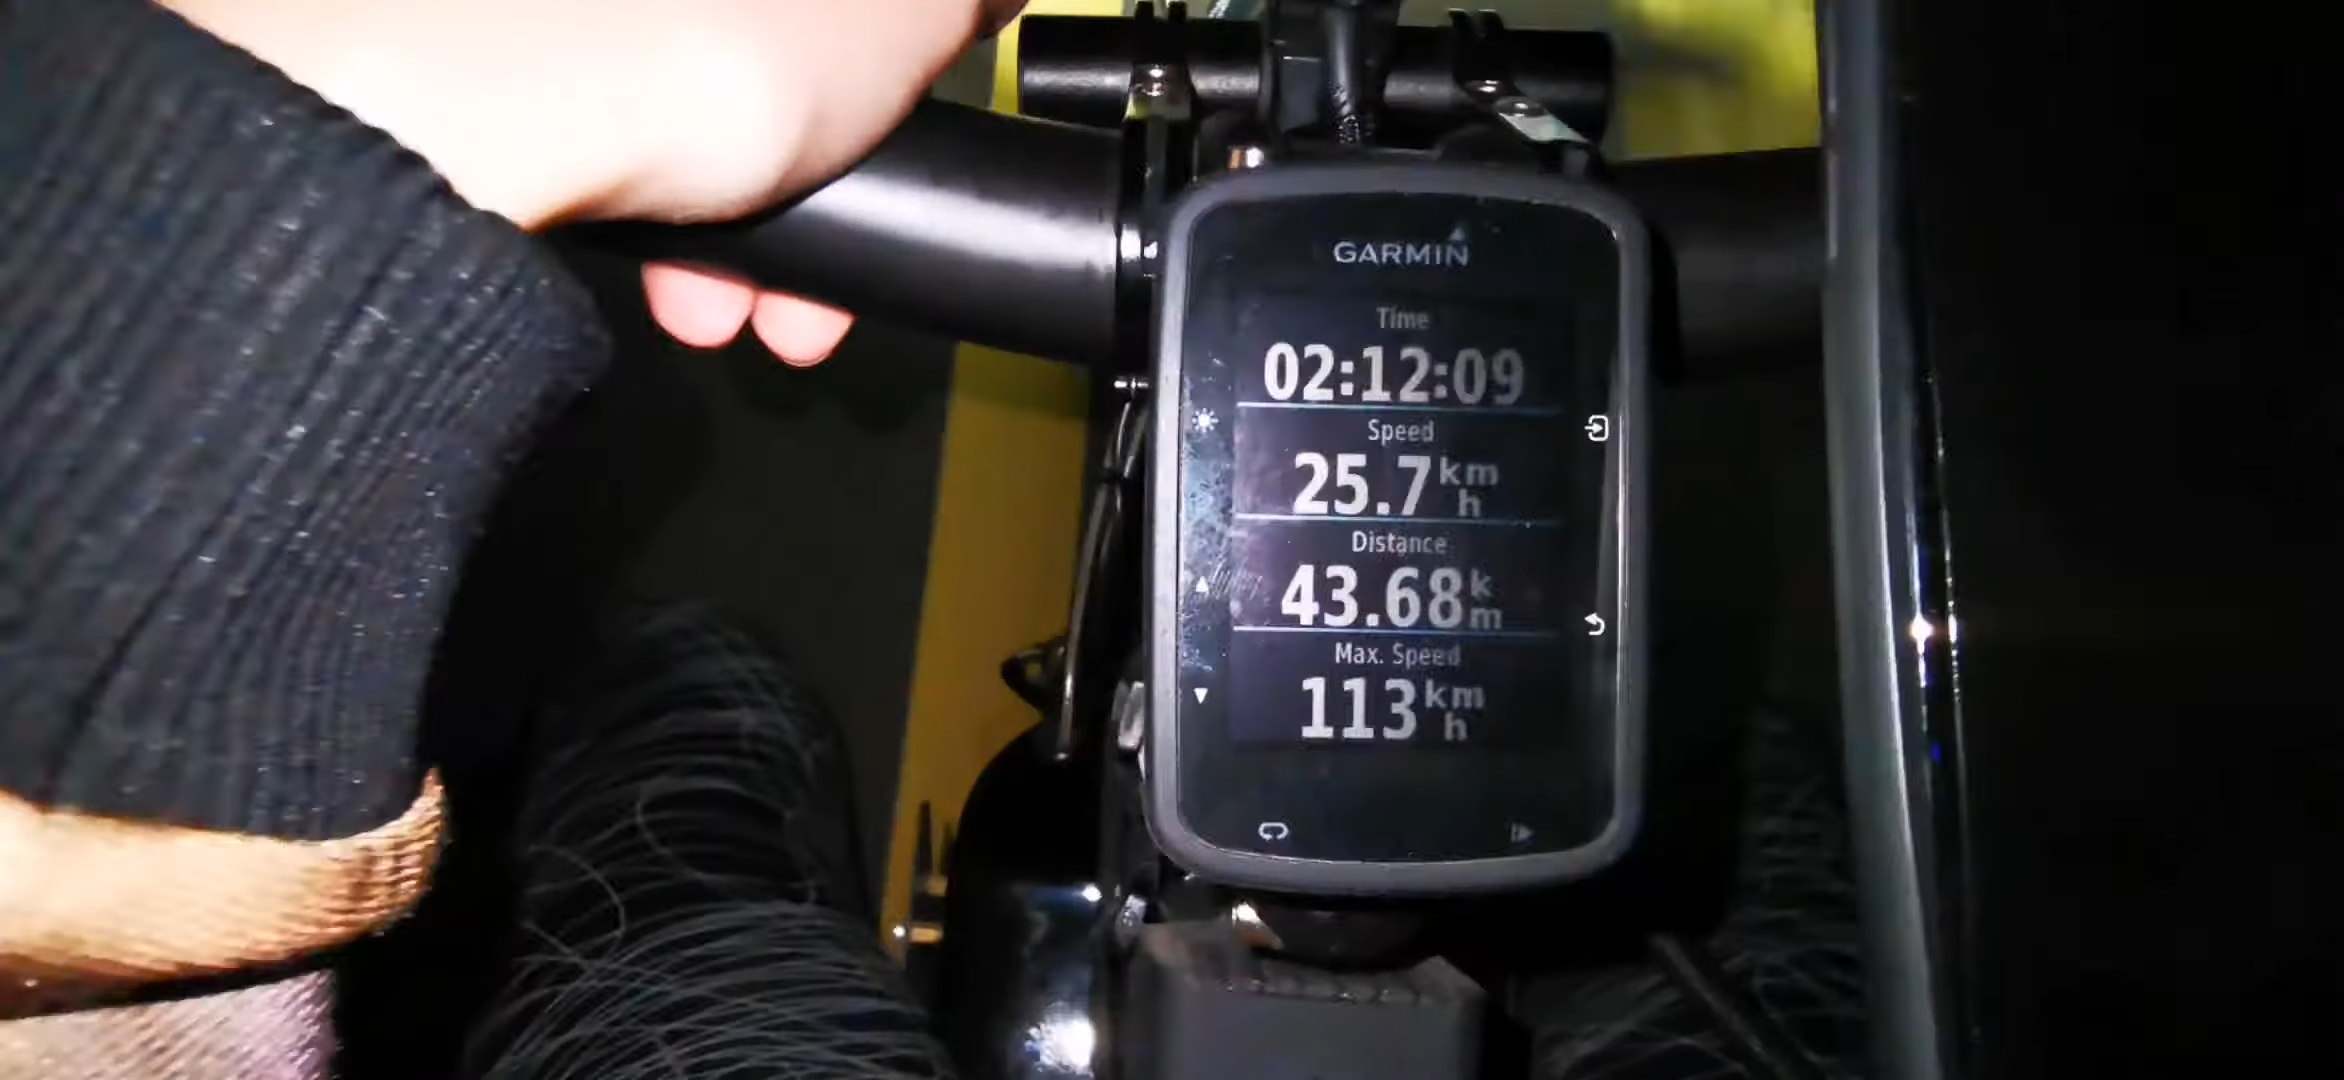 GARMIN
Time
02:12:09
Speed
25.7 km h
Distance
43.68 km
Max. Speed
113 km h